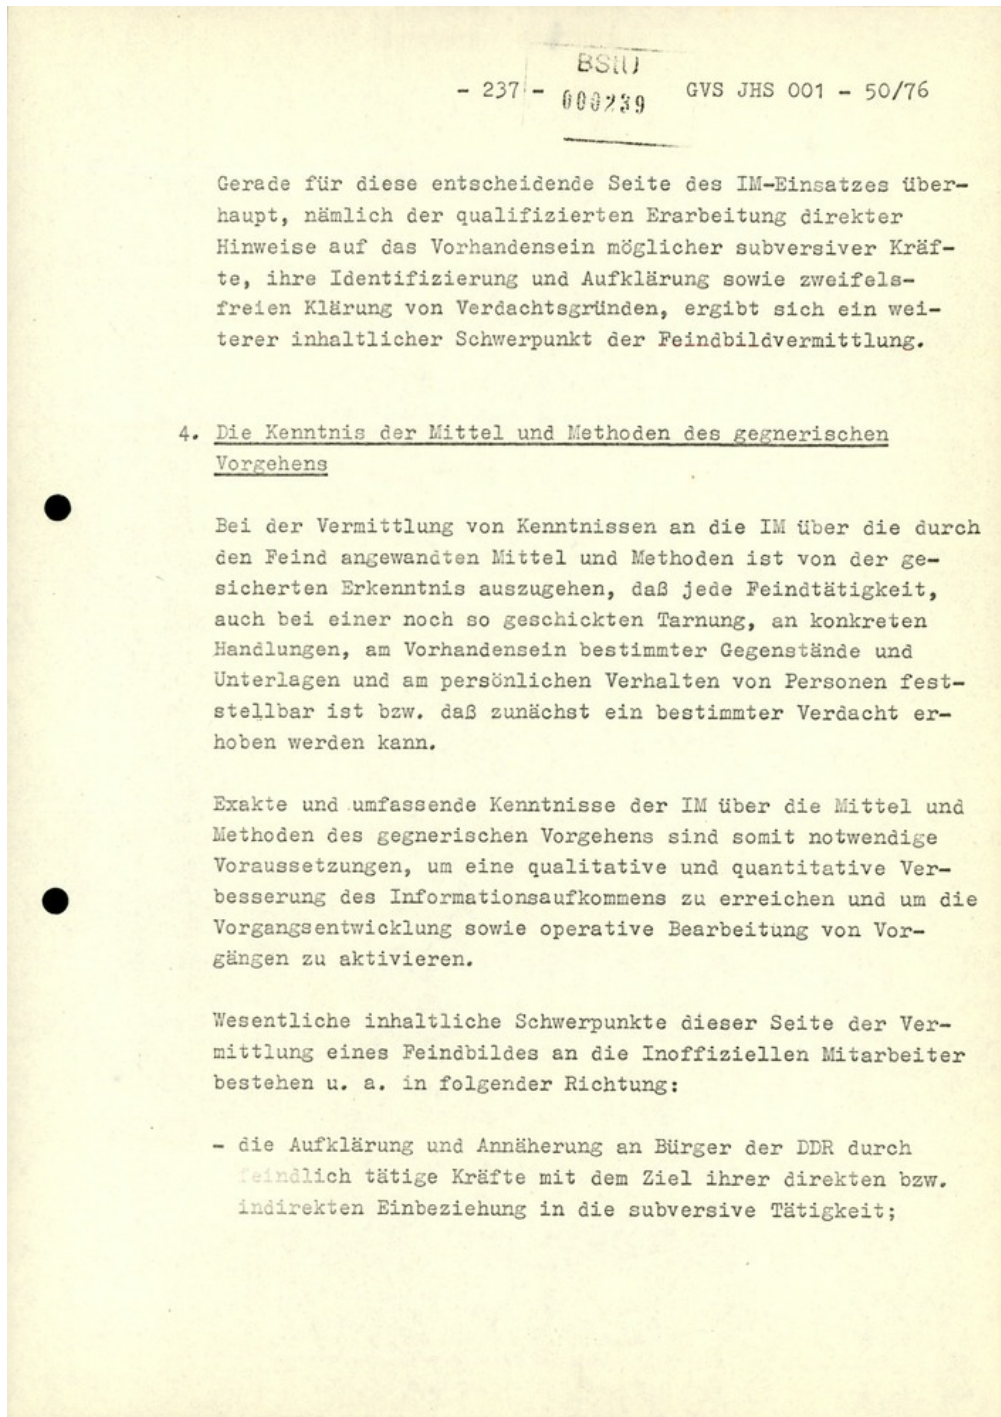 BStU
- 237 - 000239 GVS JHS 001 - 50/76
Gerade für diese entscheidende Seite des IM-Einsatzes über-
haupt, nämlich der qualifizierten Erarbeitung direkter
Hinweise auf das Vorhandensein möglicher subversiver Kräf-
te, ihre Identifizierung und Aufklärung sowie zweifels-
freien Klärung von Verdachtsgründen, ergibt sich ein wei-
terer inhaltlicher Schwerpunkt der Feindbildvermittlung.
4. Die Kenntnis der Mittel und Methoden des gegnerischen
Vorgehens
Bei der Vermittlung von Kenntnissen an die IM über die durch
den Feind angewandten Mittel und Methoden ist von der ge-
sicherten Erkenntnis auszugehen, daß jede Feindtätigkeit,
auch bei einer noch so geschickten Tarnung, an konkreten
Handlungen, am Vorhandensein bestimmter Gegenstände und
Unterlagen und am persönlichen Verhalten von Personen fest-
stellbar ist bzw. daß zunächst ein bestimmter Verdacht er-
hoben werden kann.
Exakte und umfassende Kenntnisse der IM über die Mittel und
Methoden des gegnerischen Vorgehens sind somit notwendige
Voraussetzungen, um eine qualitative und quantitative Ver-
besserung des Informationsaufkommens zu erreichen und um die
Vorgangsentwicklung sowie operative Bearbeitung von Vor-
gängen zu aktivieren.
Wesentliche inhaltliche Schwerpunkte dieser Seite der Ver-
mittlung eines Feindbildes an die Inoffiziellen Mitarbeiter
bestehen u. a. in folgender Richtung:
- die Aufklärung und Annäherung an Bürger der DDR durch
feindlich tätige Kräfte mit dem Ziel ihrer direkten bzw.
indirekten Einbeziehung in die subversive Tätigkeit;